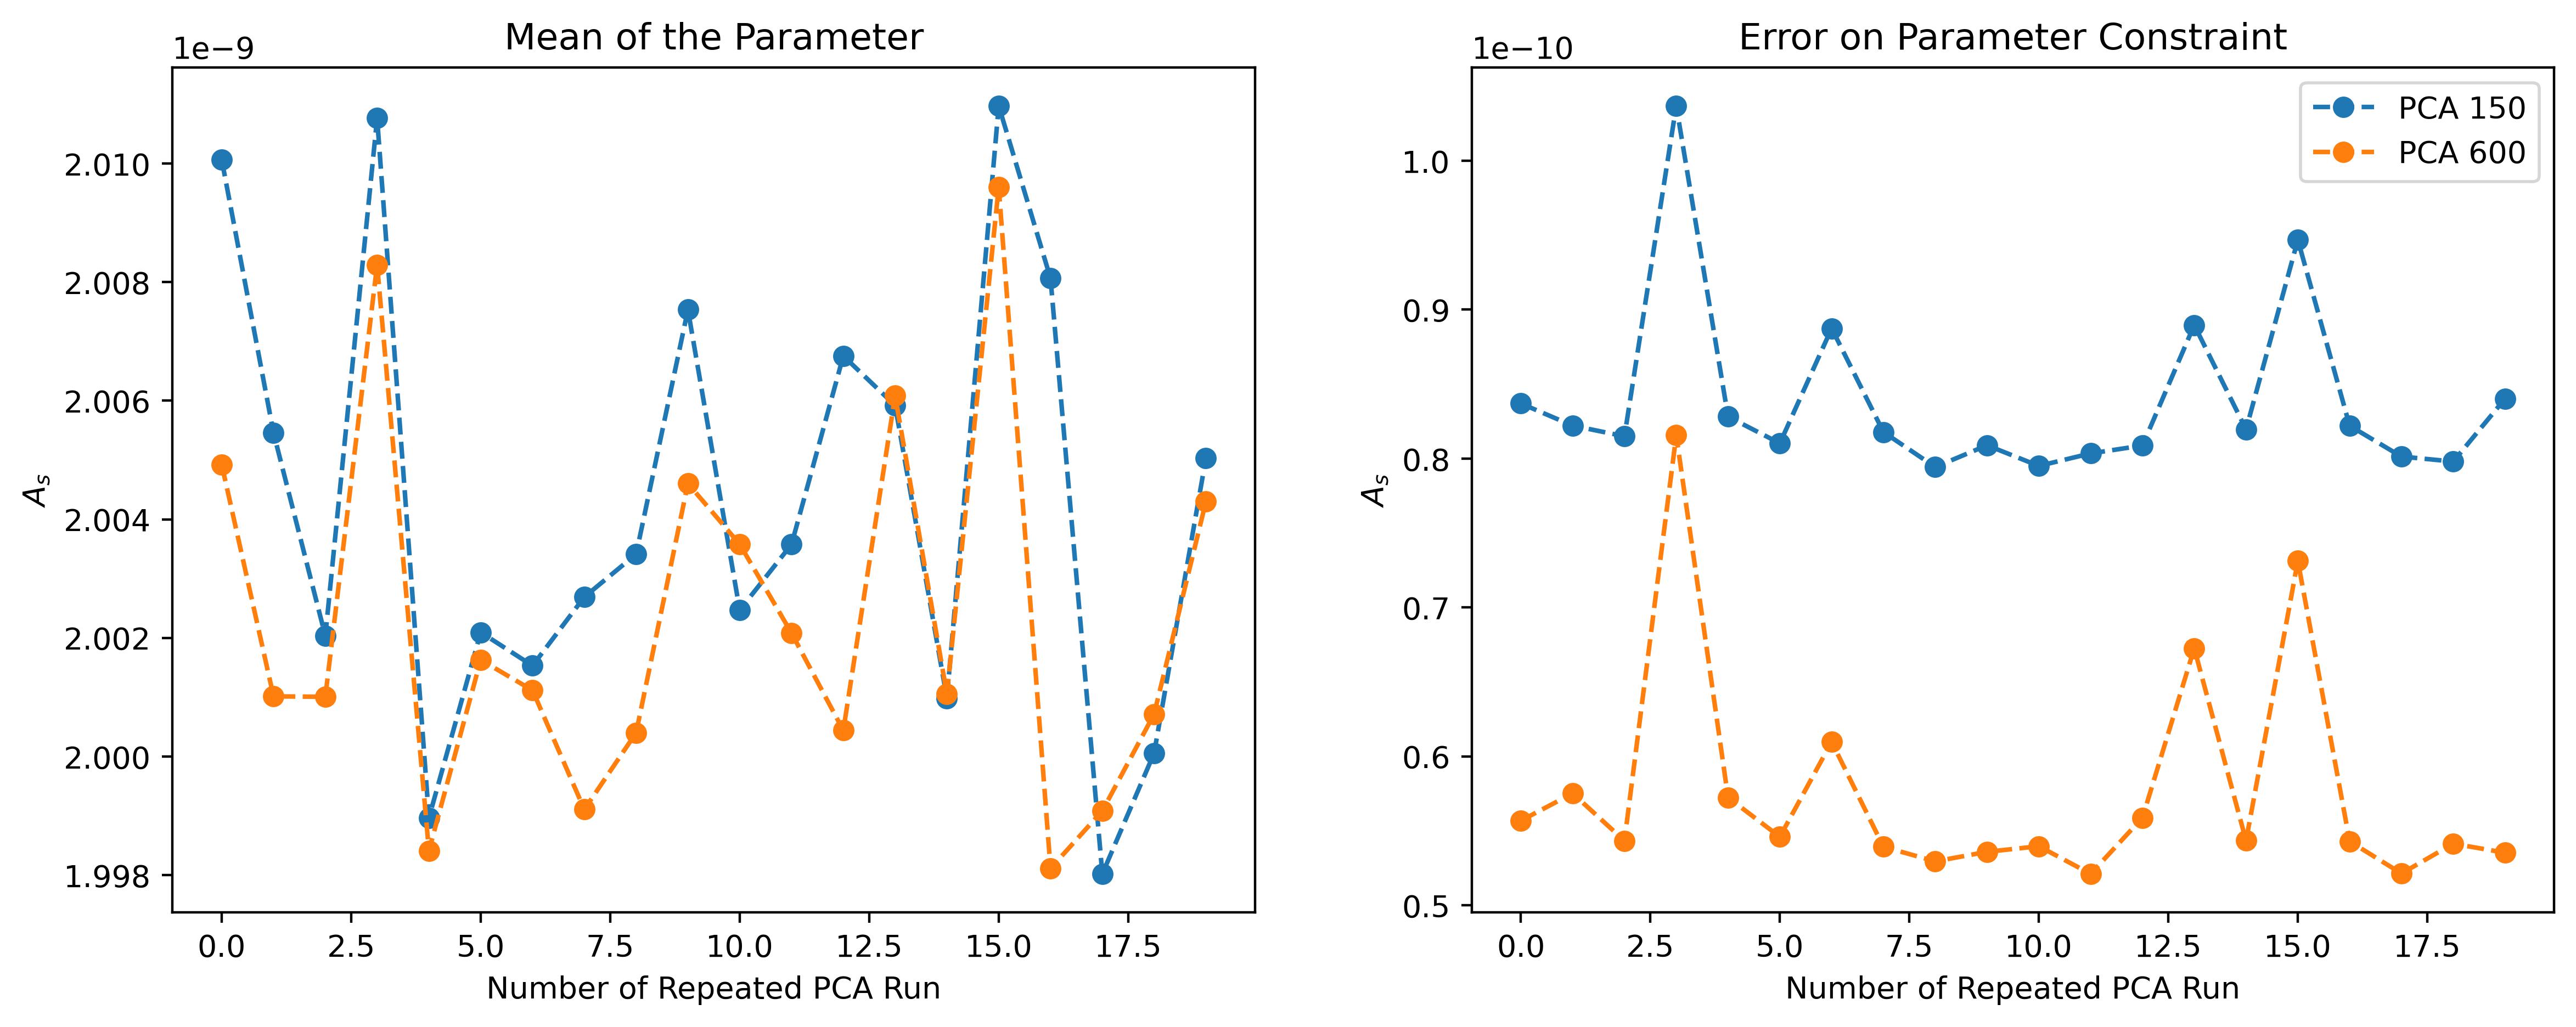 Mean of the Parameter
1e−9
2.010
2.008
2.006
2.004
2.002
2.000
1.998
A_s
0.0 2.5 5.0 7.5 10.0 12.5 15.0 17.5
Number of Repeated PCA Run
Error on Parameter Constraint
1e−10
PCA 150
PCA 600
1.0
0.9
0.8
0.7
0.6
0.5
A_s
0.0 2.5 5.0 7.5 10.0 12.5 15.0 17.5
Number of Repeated PCA Run